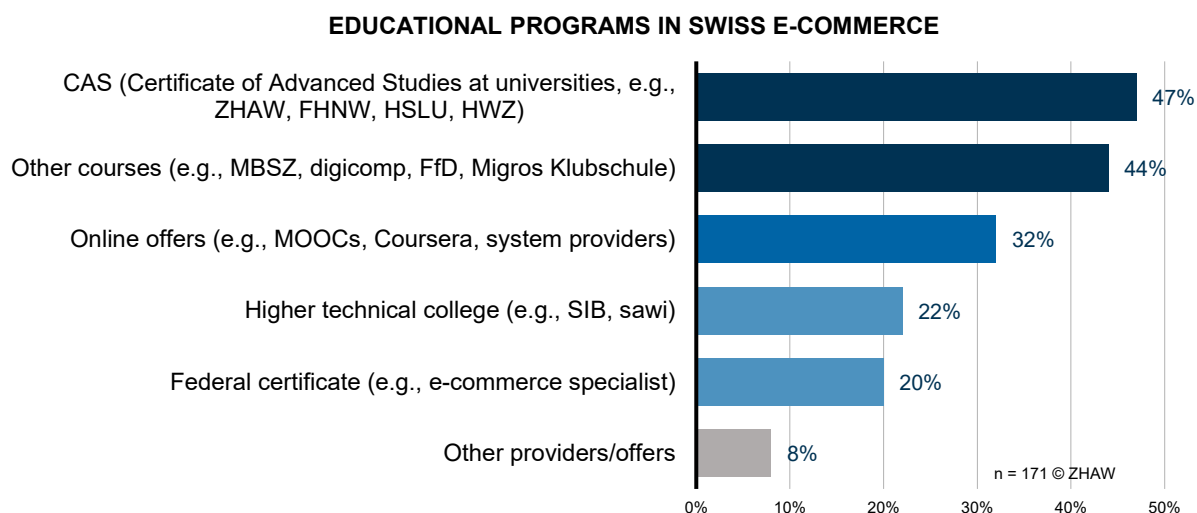 EDUCATIONAL PROGRAMS IN SWISS E-COMMERCE
CAS (Certificate of Advanced Studies at universities, e.g.,
ZHAW, FHNW, HSLU, HWZ)
47%
Other courses (e.g., MBSZ, digicomp, FfD, Migros Klubschule)
44%
Online offers (e.g., MOOCs, Coursera, system providers)
32%
Higher technical college (e.g., SIB, sawi)
22%
Federal certificate (e.g., e-commerce specialist)
20%
Other providers/offers
8%
n = 171 © ZHAW
0% 10% 20% 30% 40% 50%